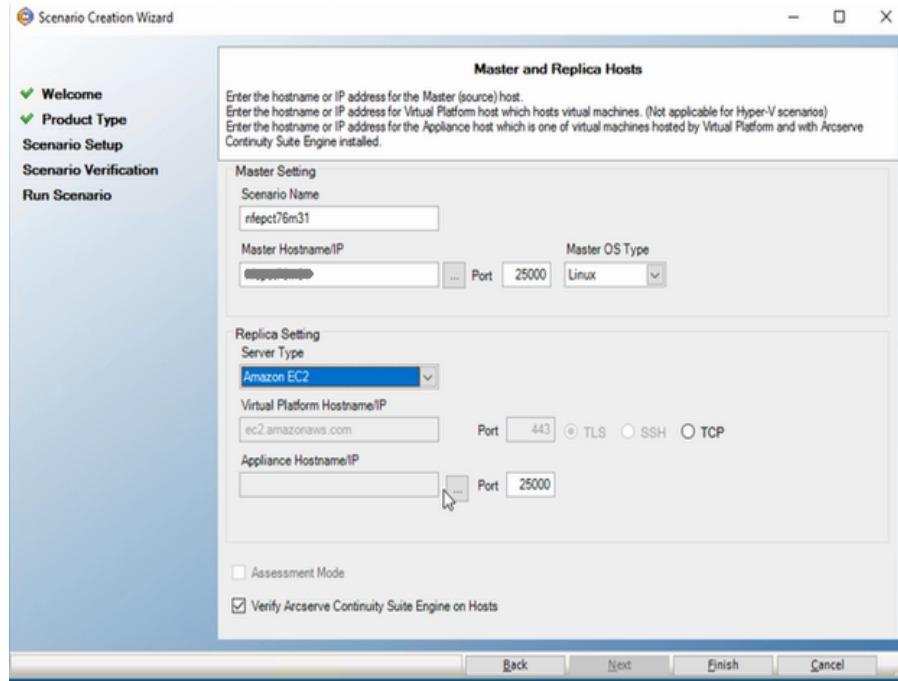 Scenario Creation Wizard
Welcome
Product Type
Scenario Setup
Scenario Verification
Run Scenario
Master and Replica Hosts
Enter the hostname or IP address for the Master (source) host.
Enter the hostname or IP address for Virtual Platform host which hosts virtual machines. (Not applicable for Hyper-V scenarios)
Enter the hostname or IP address for the Appliance host which is one of virtual machines hosted by Virtual Platform and with Arcserve
Continuity Suite Engine installed.
Master Setting
Scenario Name
nfepct76m31
Master Hostname/IP
Master OS Type
... Port 25000 Linux
Replica Setting
Server Type
Amazon EC2
Virtual Platform Hostname/IP
ec2.amazonaws.com Port 443 TLS SSH TCP
Appliance Hostname/IP
... Port 25000
Assessment Mode
Verify Arcserve Continuity Suite Engine on Hosts
Back Next Finish Cancel